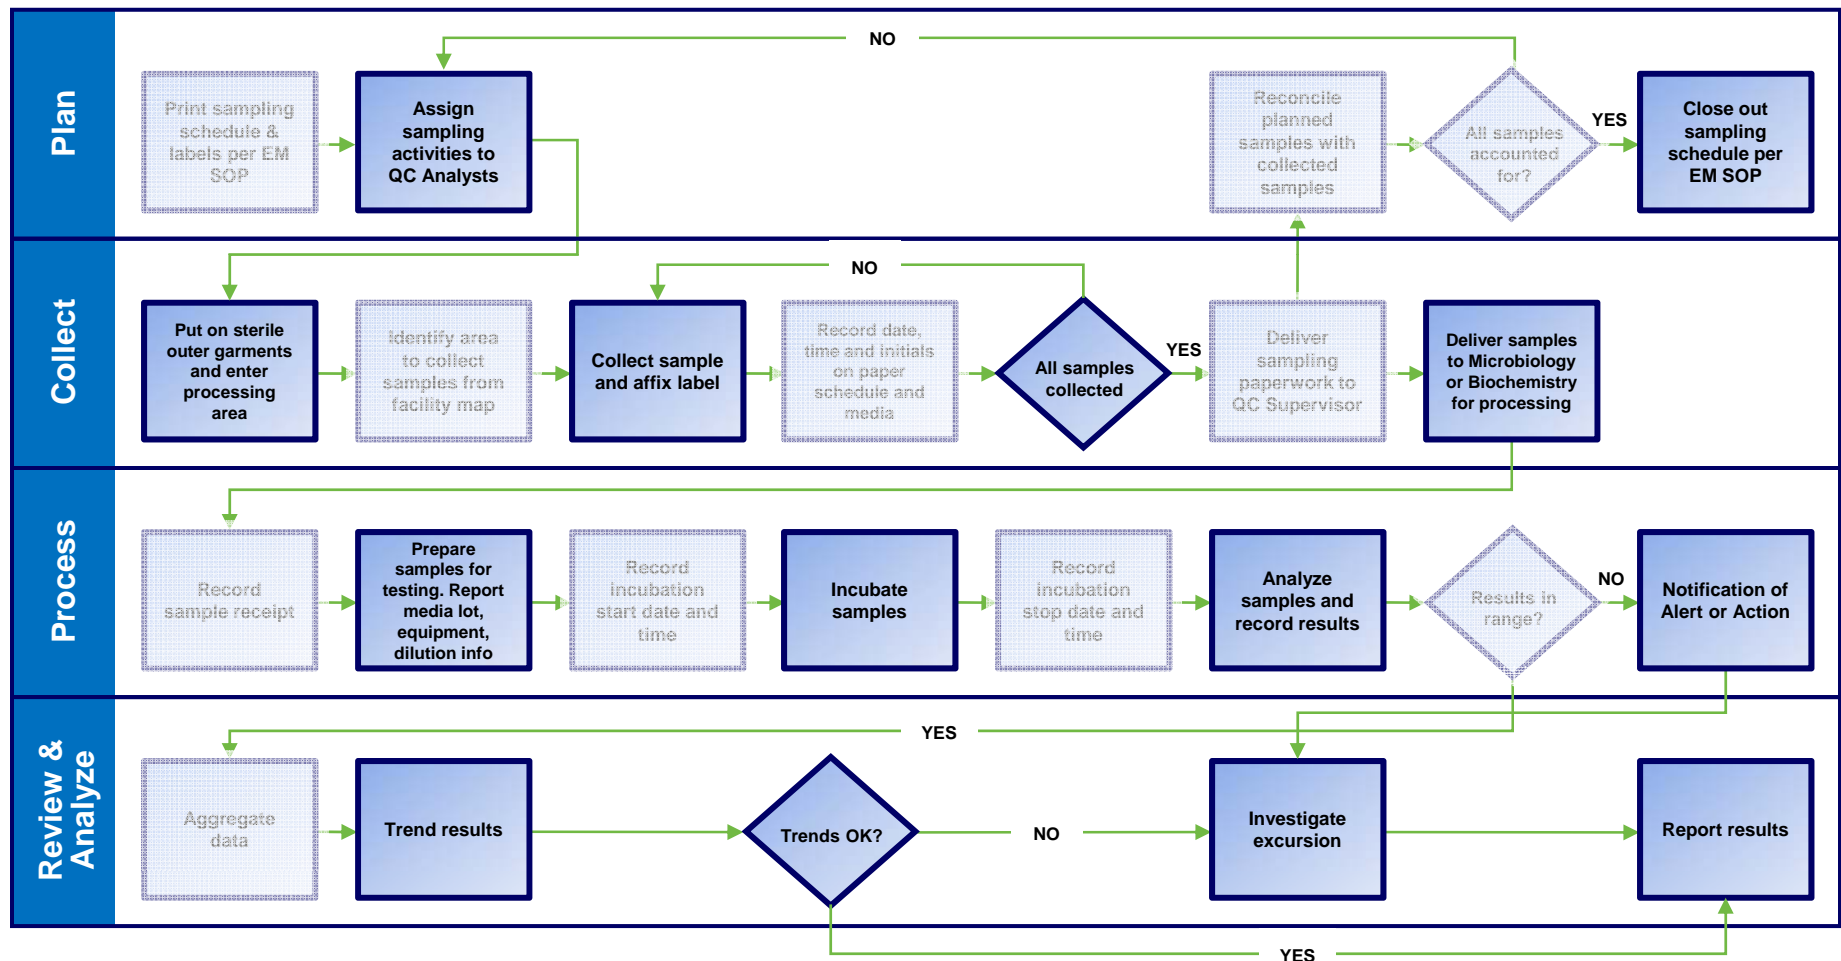 Plan
NO
Print sampling
schedule &
labels per EM
SOP
Assign
sampling
activities to
QC Analysts
Reconcile
planned
samples with
collected
samples
All samples
accounted
for?
YES
Close out
sampling
schedule per
EM SOP
Collect
NO
Put on sterile
outer garments
and enter
processing
area
Identify area
to collect
samples from
facility map
Collect sample
and affix label
Record date,
time and initials
on paper
schedule and
media
All samples
collected
YES
Deliver
sampling
paperwork to
QC Supervisor
Deliver samples
to Microbiology
or Biochemistry
for processing
Process
Record
sample receipt
Prepare
samples for
testing. Report
media lot,
equipment,
dilution info
Record
incubation
start date and
time
Incubate
samples
Record
incubation
stop date and
time
Analyze
samples and
record results
Results in
range?
NO
Notification of
Alert or Action
Review &
Analyze
YES
Aggregate
data
Trend results
Trends OK?
NO
Investigate
excursion
Report results
YES